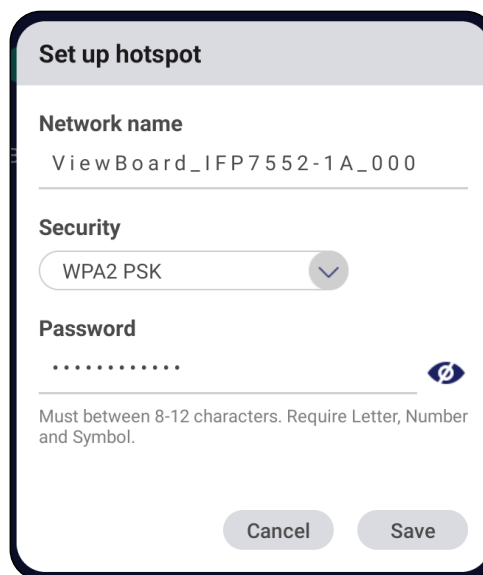 Set up hotspot
Network name
ViewBoard_IFP7552-1A_000
Security
WPA2 PSK
Password
••••••••••••
Must between 8-12 characters. Require Letter, Number
and Symbol.
Cancel Save